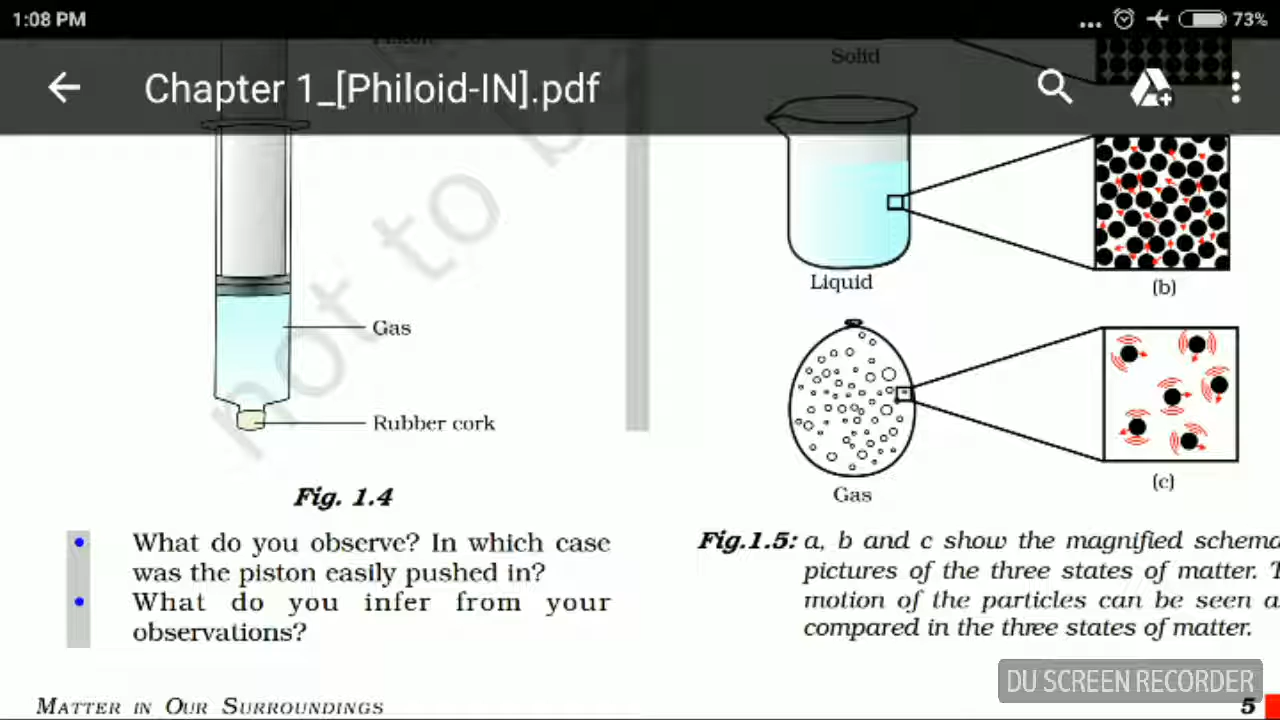 1:08 PM
73%
Chapter 1_[Philoid-IN].pdf
Solid
not to be
Gas
Rubber cork
Fig. 1.4
What do you observe? In which case
was the piston easily pushed in?
What do you infer from your
observations?
MATTER IN OUR SURROUNDINGS
Liquid
(b)
Gas
(c)
Fig.1.5: a, b and c show the magnified
pictures of the three states of matter.
motion of the particles can be seen
compared in the three states of matter.
DU SCREEN RECORDER
5